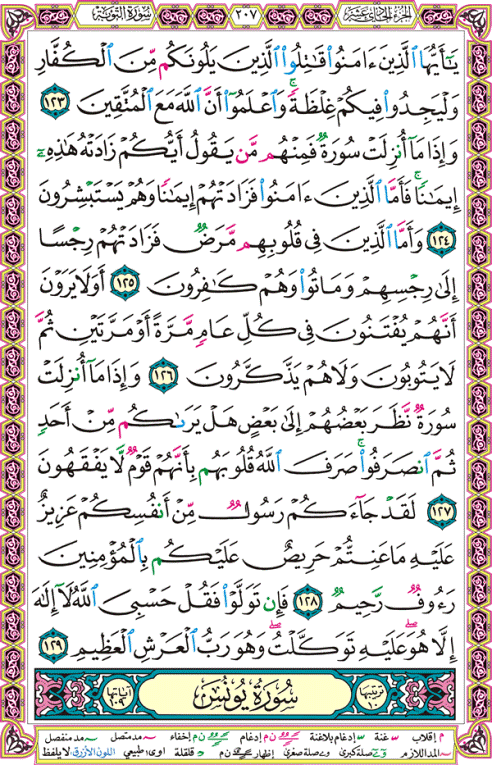 الجزء الحادي عشر ٢٠٧ سورة التوبة
يَٰٓأَيُّهَا ٱلَّذِينَ ءَامَنُوا۟ قَٰتِلُوا۟ ٱلَّذِينَ يَلُونَكُم مِّنَ ٱلْكُفَّارِ
وَلْيَجِدُوا۟ فِيكُمْ غِلْظَةً ۚ وَٱعْلَمُوٓا۟ أَنَّ ٱللَّهَ مَعَ ٱلْمُتَّقِينَ ١٢٣
وَإِذَا مَآ أُنزِلَتْ سُورَةٌ فَمِنْهُم مَّن يَقُولُ أَيُّكُمْ زَادَتْهُ هَٰذِهِۦٓ
إِيمَٰنًا ۚ فَأَمَّا ٱلَّذِينَ ءَامَنُوا۟ فَزَادَتْهُمْ إِيمَٰنًا وَهُمْ يَسْتَبْشِرُونَ
١٢٤ وَأَمَّا ٱلَّذِينَ فِى قُلُوبِهِم مَّرَضٌ فَزَادَتْهُمْ رِجْسًا
إِلَىٰ رِجْسِهِمْ وَمَاتُوا۟ وَهُمْ كَٰفِرُونَ ١٢٥ أَوَلَا يَرَوْنَ
أَنَّهُمْ يُفْتَنُونَ فِى كُلِّ عَامٍ مَّرَّةً أَوْ مَرَّتَيْنِ ثُمَّ
لَا يَتُوبُونَ وَلَا هُمْ يَذَّكَّرُونَ ١٢٦ وَإِذَا مَآ أُنزِلَتْ
سُورَةٌ نَّظَرَ بَعْضُهُمْ إِلَىٰ بَعْضٍ هَلْ يَرَىٰكُم مِّنْ أَحَدٍ
ثُمَّ ٱنصَرَفُوا۟ ۚ صَرَفَ ٱللَّهُ قُلُوبَهُم بِأَنَّهُمْ قَوْمٌ لَّا يَفْقَهُونَ
١٢٧ لَقَدْ جَآءَكُمْ رَسُولٌ مِّنْ أَنفُسِكُمْ عَزِيزٌ
عَلَيْهِ مَا عَنِتُّمْ حَرِيصٌ عَلَيْكُم بِٱلْمُؤْمِنِينَ
رَءُوفٌ رَّحِيمٌ ١٢٨ فَإِن تَوَلَّوْا۟ فَقُلْ حَسْبِىَ ٱللَّهُ لَآ إِلَٰهَ
إِلَّا هُوَ ۖ عَلَيْهِ تَوَكَّلْتُ ۖ وَهُوَ رَبُّ ٱلْعَرْشِ ٱلْعَظِيمِ ١٢٩
ترتيبها ١٠ سُورَةُ يُونُسَ آياتها ١٠٩
م إقلاب غنة إدغام بلاغنة ن م إدغام ن م إخفاء مد متصل مد منفصل
المد اللازم صلة كبرى صلة صغرى إظهار ن م قلقلة اوى طبيعي اللون الأزرق لا يلفظ